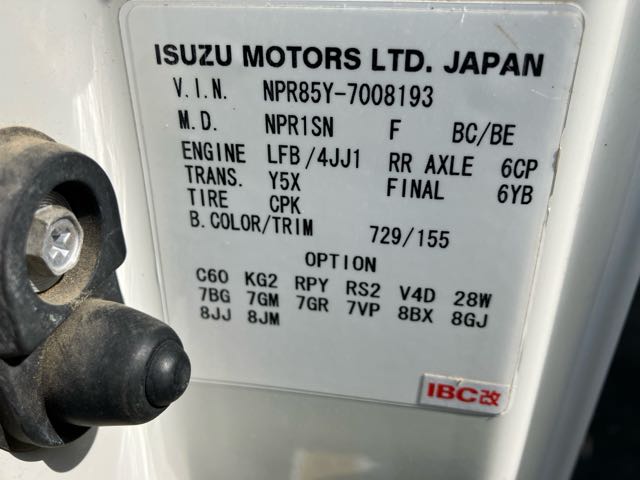 ISUZU MOTORS LTD. JAPAN
V.I.N. NPR85Y-7008193
M.D. NPR1SN F BC/BE
ENGINE LFB/4JJ1 RR AXLE 6CP
TRANS. Y5X FINAL 6YB
TIRE CPK
B.COLOR/TRIM 729/155
OPTION
C60 KG2 RPY RS2 V4D 28W
7BG 7GM 7GR 7VP 8BX 8GJ
8JJ 8JM
IBC改